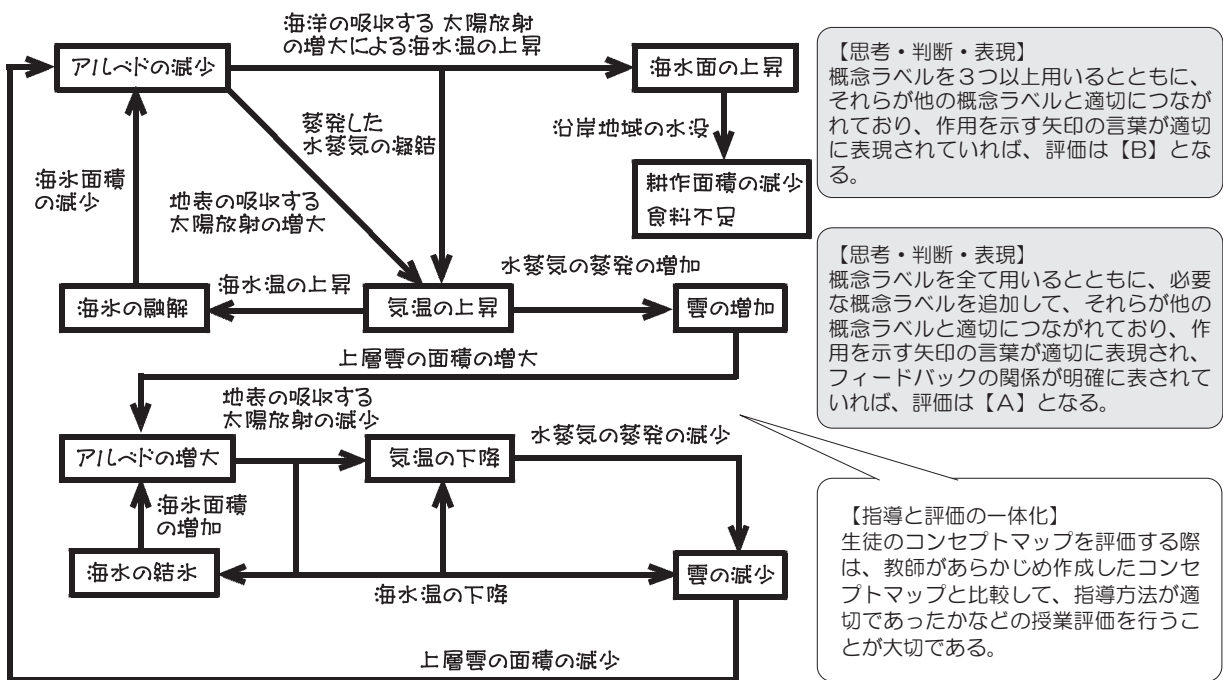 海洋の吸収する 太陽放射
の増大による海水温の上昇
アルベドの減少
海水面の上昇
蒸発した
水蒸気の凝結
沿岸地域の水没
海氷面積
の減少
地表の吸収する
太陽放射の増大
耕作面積の減少
食料不足
海水温の上昇
水蒸気の蒸発の増加
海氷の融解
気温の上昇
雲の増加
上層雲の面積の増大
地表の吸収する
太陽放射の減少
水蒸気の蒸発の減少
アルベドの増大
気温の下降
海氷面積
の増加
海水の結氷
海水温の下降
雲の減少
上層雲の面積の減少
【思考・判断・表現】
概念ラベルを3つ以上用いるとともに、
それらが他の概念ラベルと適切につなが
れており、作用を示す矢印の言葉が適切
に表現されていれば、評価は【B】とな
る。
【思考・判断・表現】
概念ラベルを全て用いるとともに、必要
な概念ラベルを追加して、それらが他の
概念ラベルと適切につながれており、作
用を示す矢印の言葉が適切に表現され、
フィードバックの関係が明確に表されて
いれば、評価は【A】となる。
【指導と評価の一体化】
生徒のコンセプトマップを評価する際
は、教師があらかじめ作成したコンセ
プトマップと比較して、指導方法が適
切であったかなどの授業評価を行うこ
とが大切である。